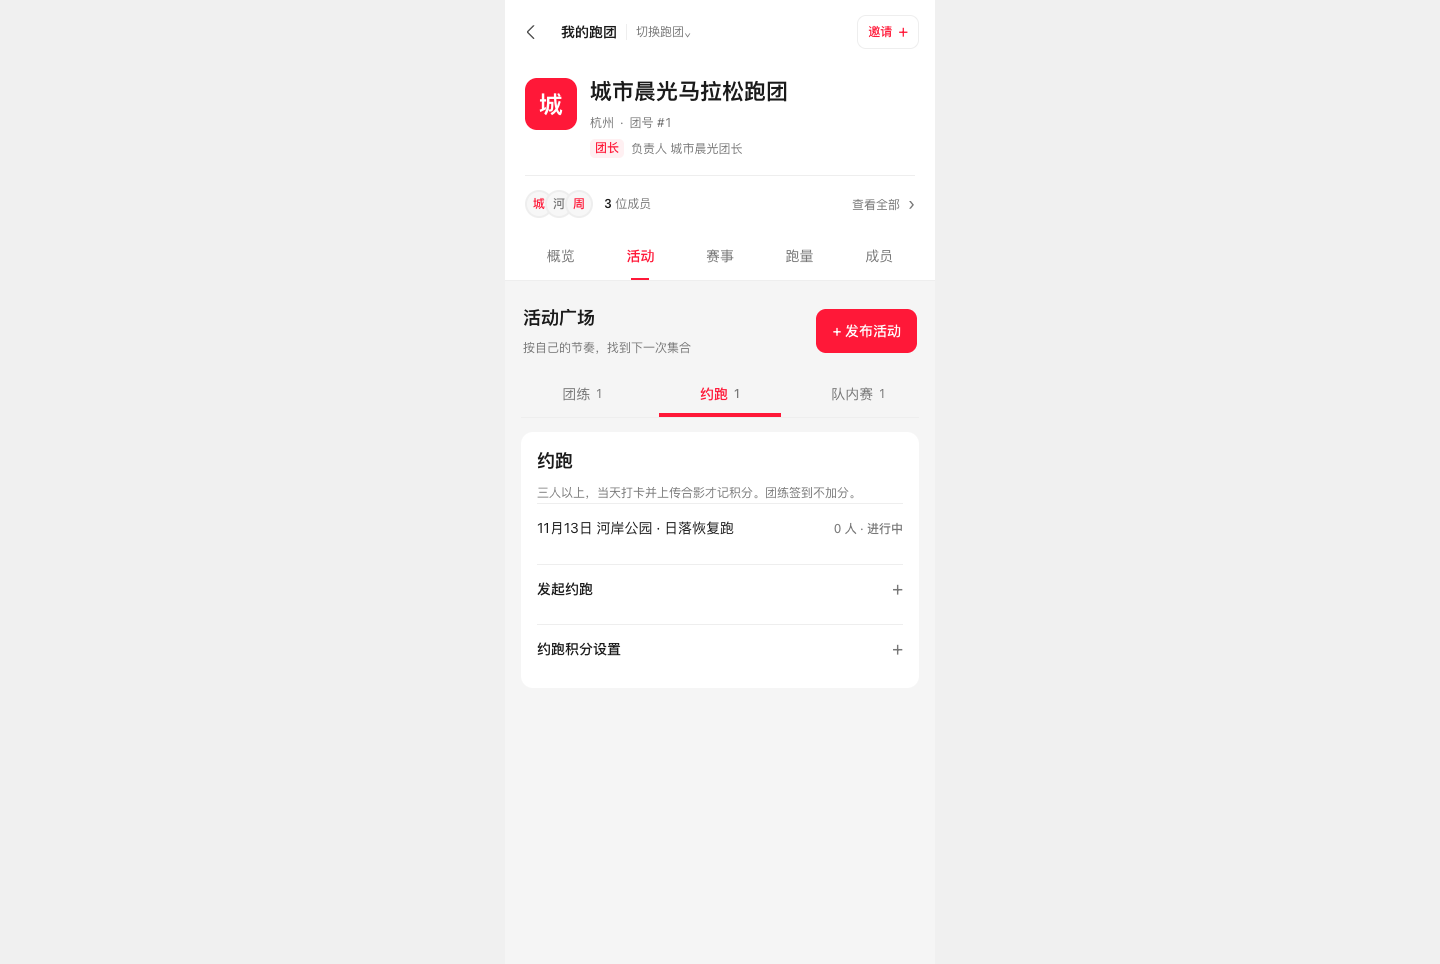 我的跑团 切换跑团
邀请 +
城
城市晨光马拉松跑团
杭州 · 团号 #1
团长 负责人 城市晨光团长
城 河 周 3 位成员 查看全部
概览 活动 赛事 跑量 成员
活动广场
按自己的节奏，找到下一次集合
+ 发布活动
团练 1 约跑 1 队内赛 1
约跑
三人以上，当天打卡并上传合影才记积分。团练签到不加分。
11月13日 河岸公园 · 日落恢复跑 0 人 · 进行中
发起约跑 +
约跑积分设置 +